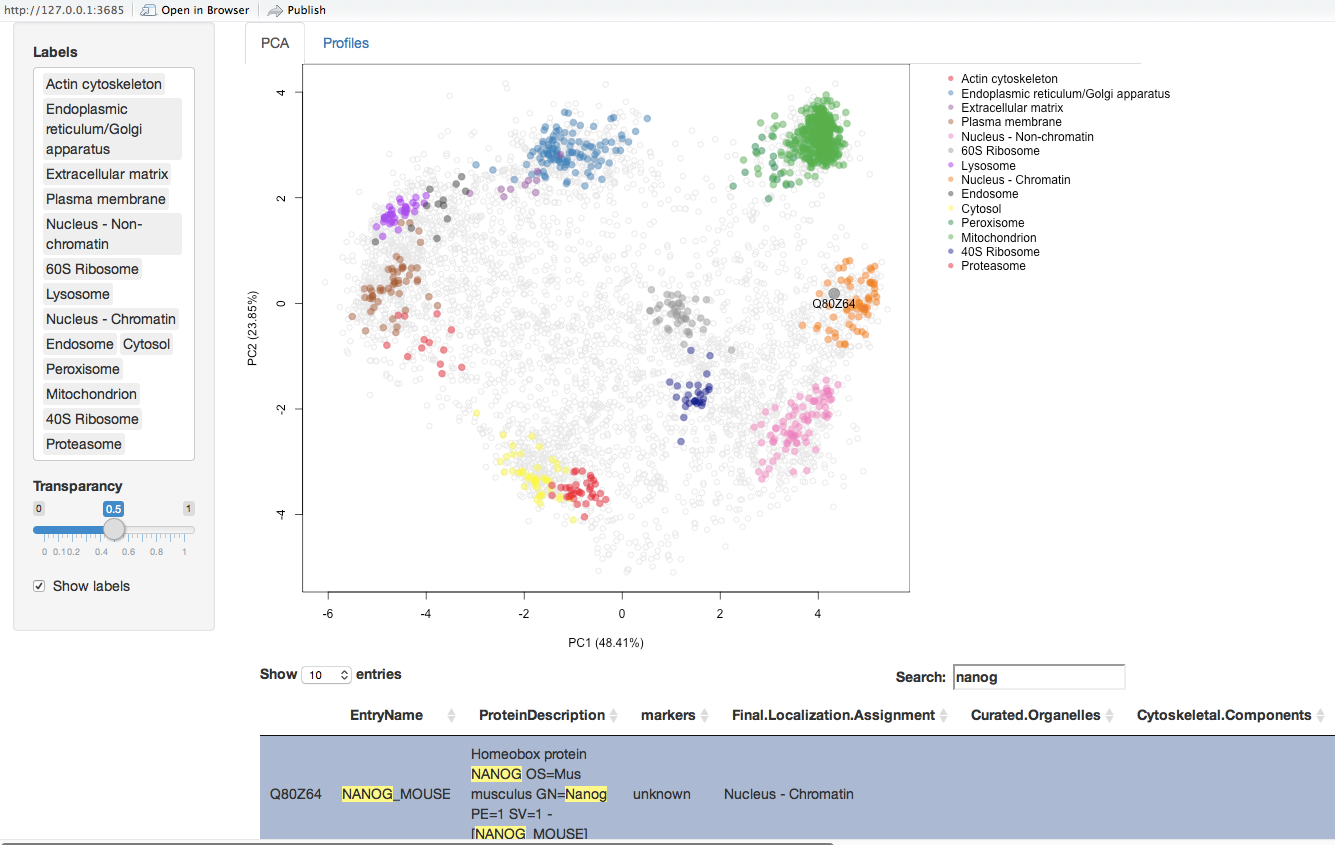 http://127.0.0.1:3685 Open in Browser Publish
Labels
Actin cytoskeleton
Endoplasmic
reticulum/Golgi
apparatus
Extracellular matrix
Plasma membrane
Nucleus - Non-
chromatin
60S Ribosome
Lysosome
Nucleus - Chromatin
Endosome Cytosol
Peroxisome
Mitochondrion
40S Ribosome
Proteasome
Transparancy
0 0.5 1
0 0.1 0.2 0.4 0.6 0.8 1
Show labels
PCA Profiles
4
2
0
-2
-4
PC2 (23.85%)
Q80Z64
-6 -4 -2 0 2 4
PC1 (48.41%)
Actin cytoskeleton
Endoplasmic reticulum/Golgi apparatus
Extracellular matrix
Plasma membrane
Nucleus - Non-chromatin
60S Ribosome
Lysosome
Nucleus - Chromatin
Endosome
Cytosol
Peroxisome
Mitochondrion
40S Ribosome
Proteasome
Show 10 entries
Search: nanog
EntryName ProteinDescription markers Final.Localization.Assignment Curated.Organelles Cytoskeletal.Components
Homeobox protein
NANOG OS=Mus
Q80Z64 NANOG_MOUSE musculus GN=Nanog unknown Nucleus - Chromatin
PE=1 SV=1 -
[NANOG_MOUSE]